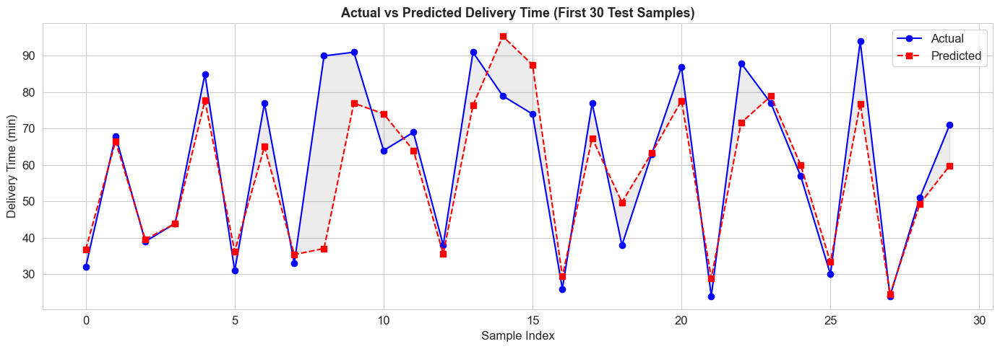 Actual vs Predicted Delivery Time (First 30 Test Samples)
Actual
Predicted
Delivery Time (min)
90
80
70
60
50
40
30
0 5 10 15 20 25 30
Sample Index